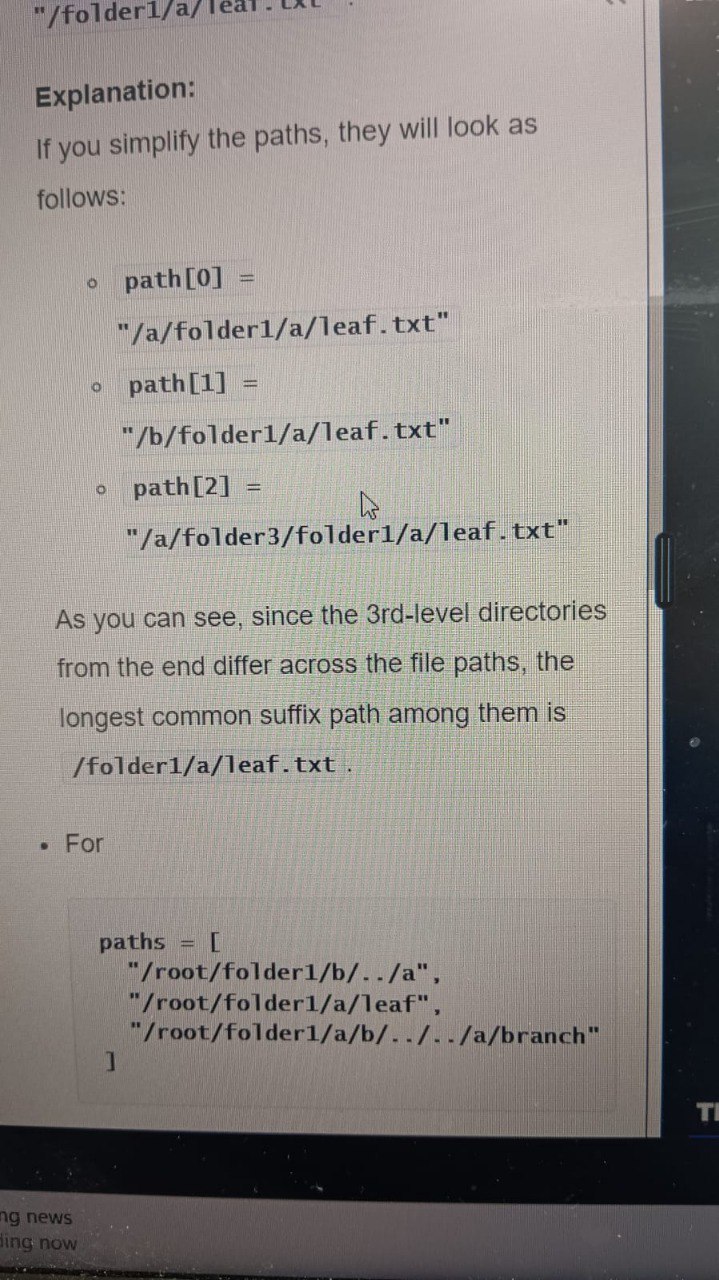 "/folder1/a/leaf.txt".
Explanation:
If you simplify the paths, they will look as
follows:
path[0] =
"/a/folder1/a/leaf.txt"
path[1] =
"/b/folder1/a/leaf.txt"
path[2] =
"/a/folder3/folder1/a/leaf.txt"
As you can see, since the 3rd-level directories
from the end differ across the file paths, the
longest common suffix path among them is
/folder1/a/leaf.txt .
• For
paths = [
"/root/folder1/b/../a",
"/root/folder1/a/leaf",
"/root/folder1/a/b/../../a/branch"
]
ng news
ding now